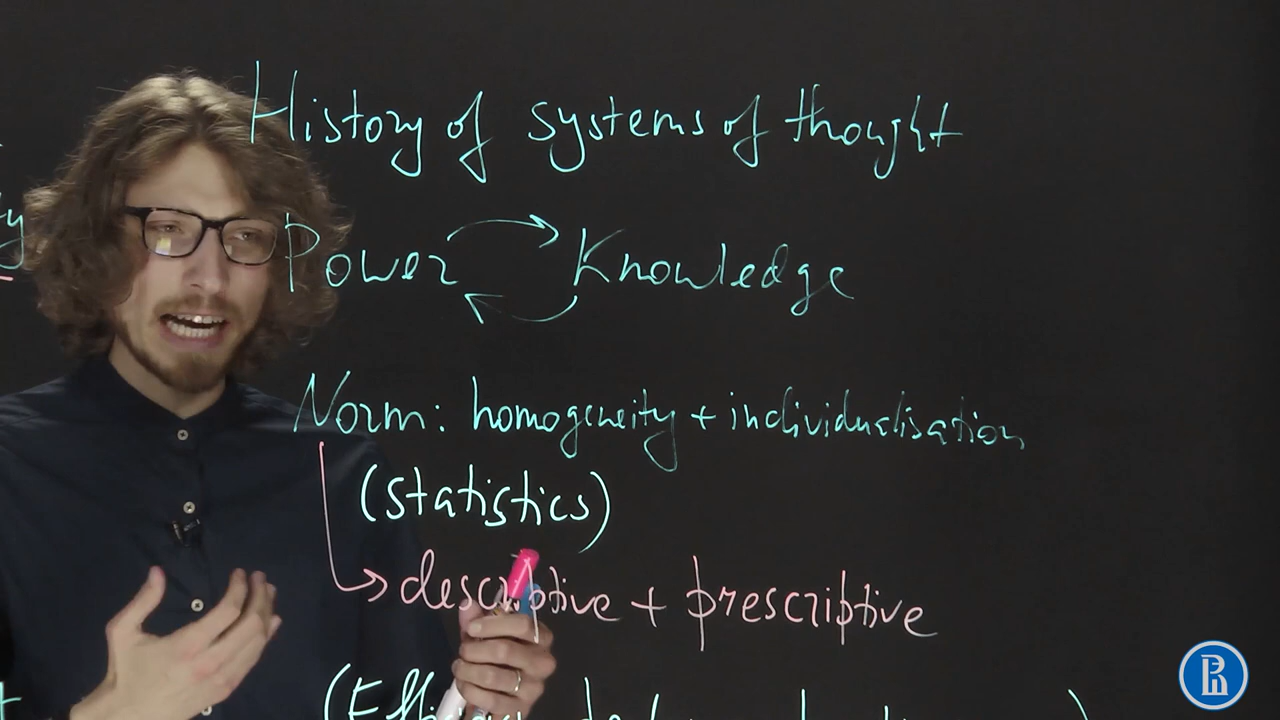 History of systems of thought
Power Knowledge
Norm: homogeneity + individualisation
(statistics)
descriptive + prescriptive